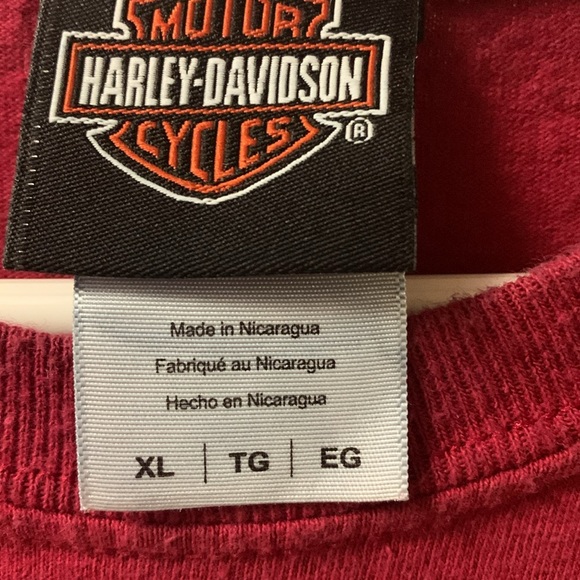 MOTOR
HARLEY-DAVIDSON
CYCLES ®
Made in Nicaragua
Fabriqué au Nicaragua
Hecho en Nicaragua
XL | TG | EG